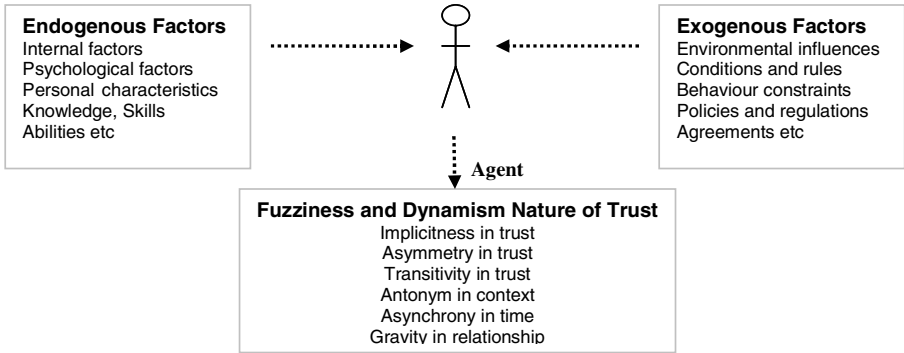 Endogenous Factors
Internal factors
Psychological factors
Personal characteristics
Knowledge, Skills
Abilities etc
Exogenous Factors
Environmental influences
Conditions and rules
Behaviour constraints
Policies and regulations
Agreements etc
Agent
Fuzziness and Dynamism Nature of Trust
Implicitness in trust
Asymmetry in trust
Transitivity in trust
Antonym in context
Asynchrony in time
Gravity in relationship